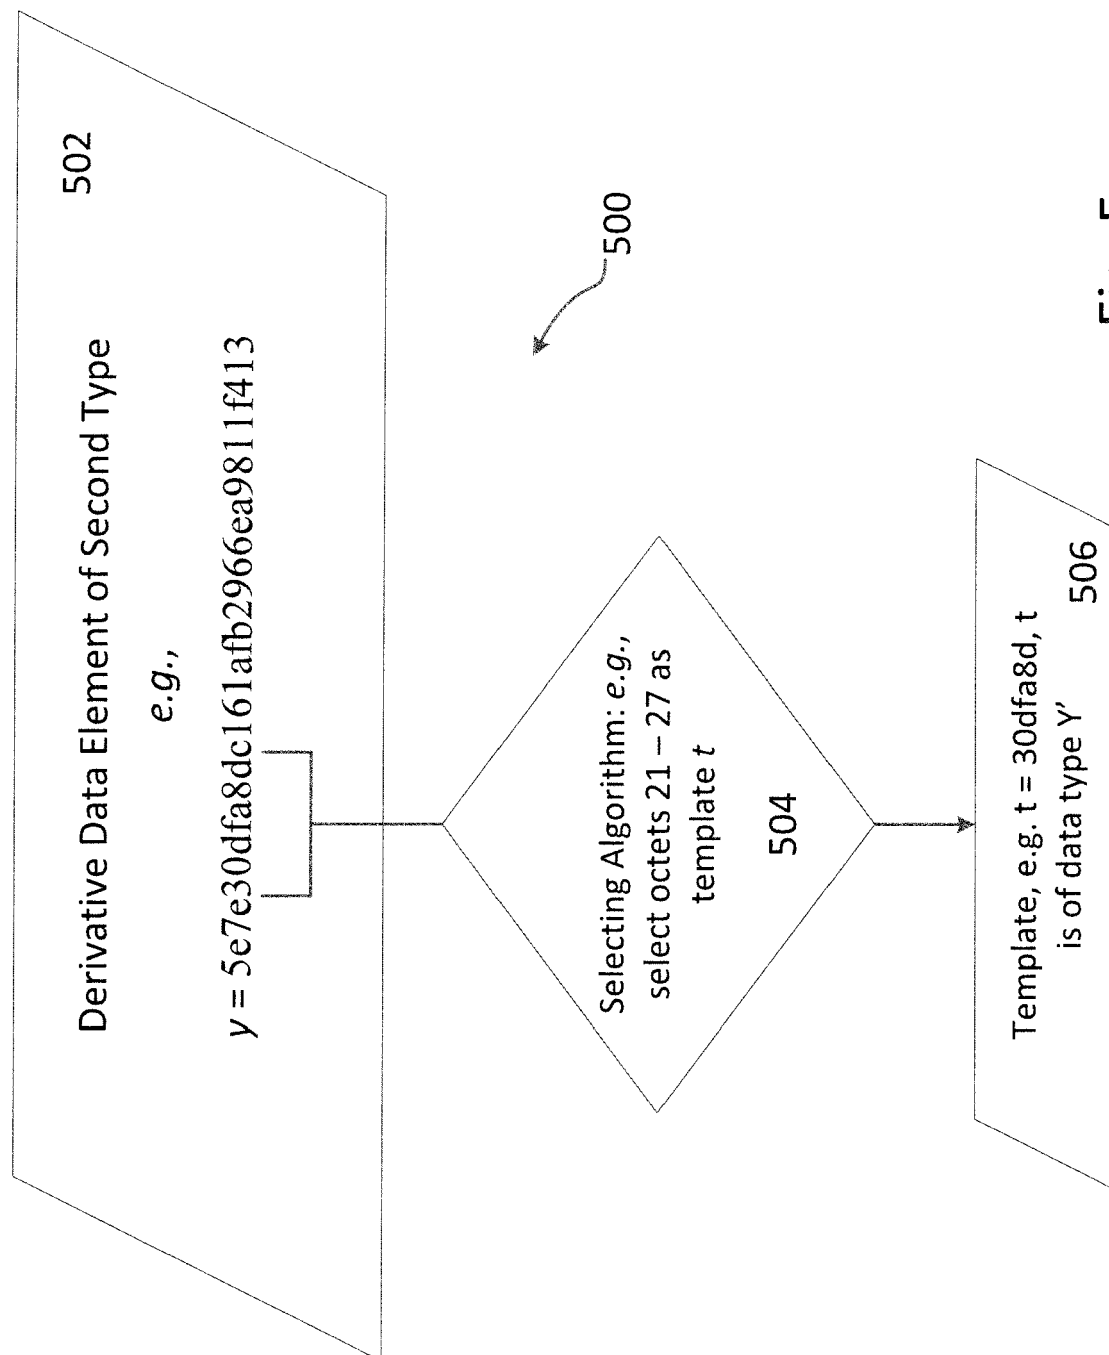 502
Derivative Data Element of Second Type
e.g.,
y = 5e7e30dfa8dc161afb2966ea9811f413
500
Selecting Algorithm: e.g.,
select octets 21 – 27 as
template t
504
Template, e.g. t = 30dfa8d, t
is of data type Y'
506